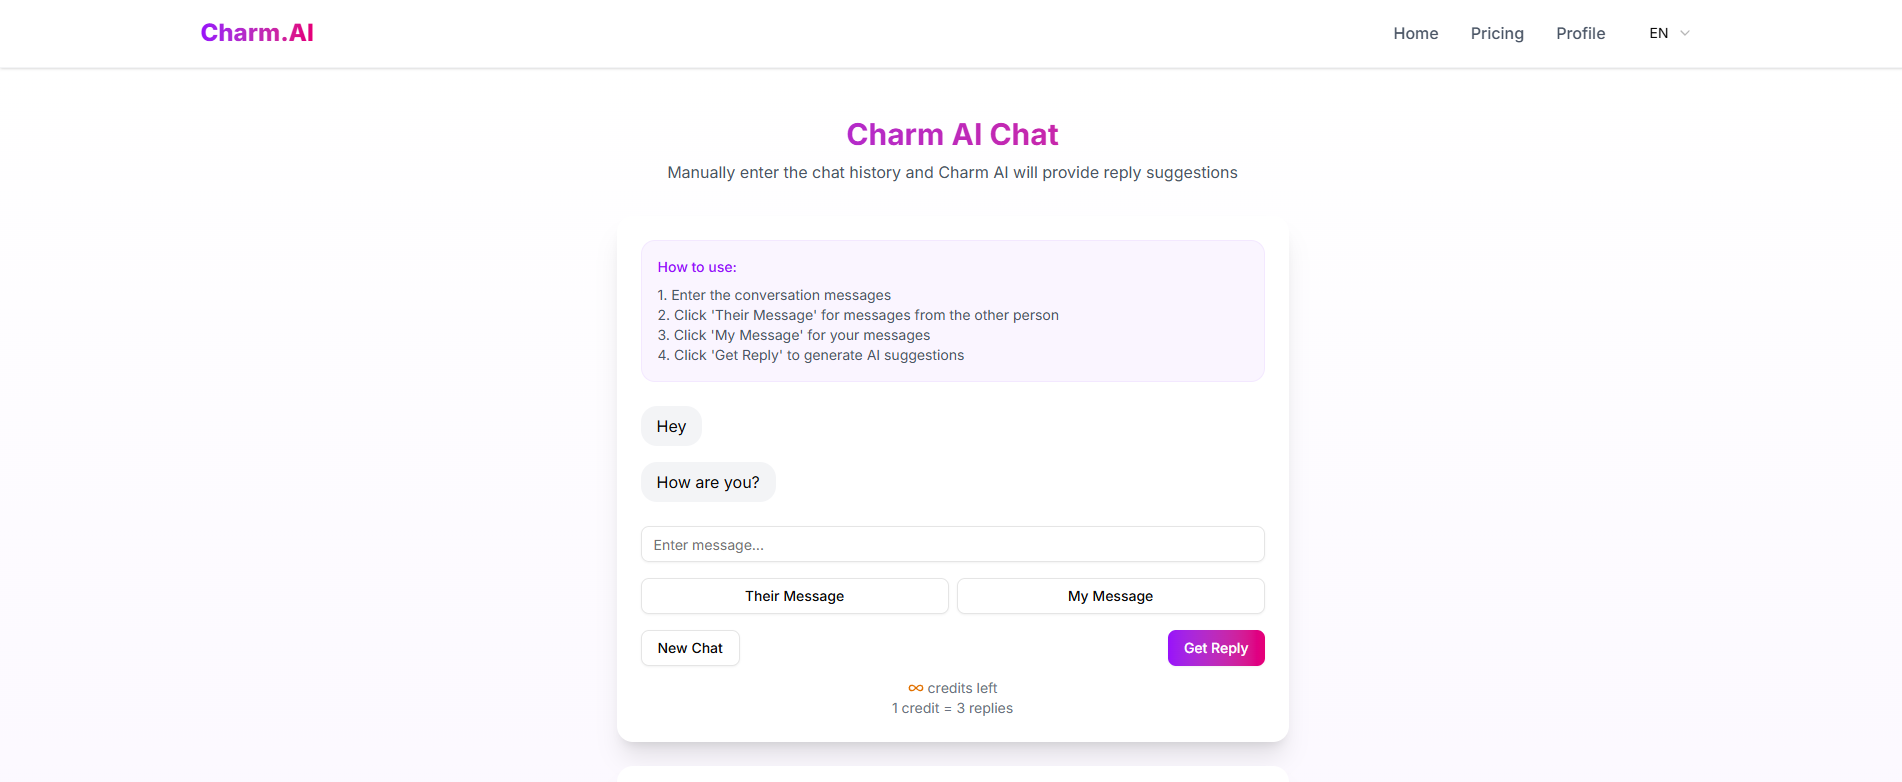 Charm.AI
Home Pricing Profile EN
Charm AI Chat
Manually enter the chat history and Charm AI will provide reply suggestions
How to use:
1. Enter the conversation messages
2. Click 'Their Message' for messages from the other person
3. Click 'My Message' for your messages
4. Click 'Get Reply' to generate AI suggestions
Hey
How are you?
Enter message...
Their Message My Message
New Chat Get Reply
∞ credits left
1 credit = 3 replies